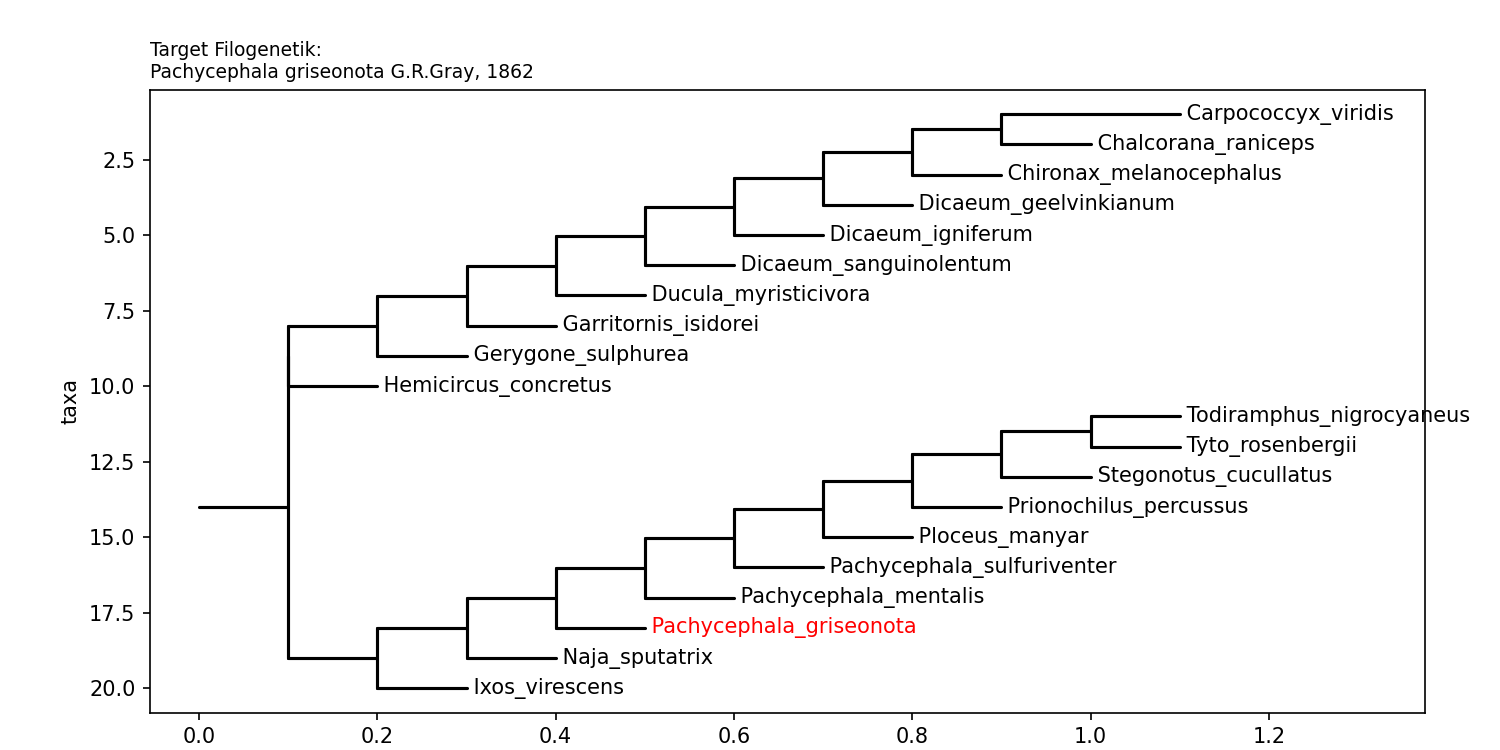 Target Filogenetik:
Pachycephala griseonota G.R.Gray, 1862
Carpococcyx_viridis
Chalcorana_raniceps
2.5
Chironax_melanocephalus
Dicaeum_geelvinkianum
5.0
Dicaeum_igniferum
Dicaeum_sanguinolentum
Ducula_myristicivora
7.5
Garritornis_isidorei
Gerygone_sulphurea
10.0
Hemicircus_concretus
taxa
Todiramphus_nigrocyaneus
Tyto_rosenbergii
12.5
Stegonotus_cucullatus
Prionochilus_percussus
15.0
Ploceus_manyar
Pachycephala_sulfuriventer
Pachycephala_mentalis
17.5
Pachycephala_griseonota
Naja_sputatrix
20.0
Ixos_virescens
0.0 0.2 0.4 0.6 0.8 1.0 1.2